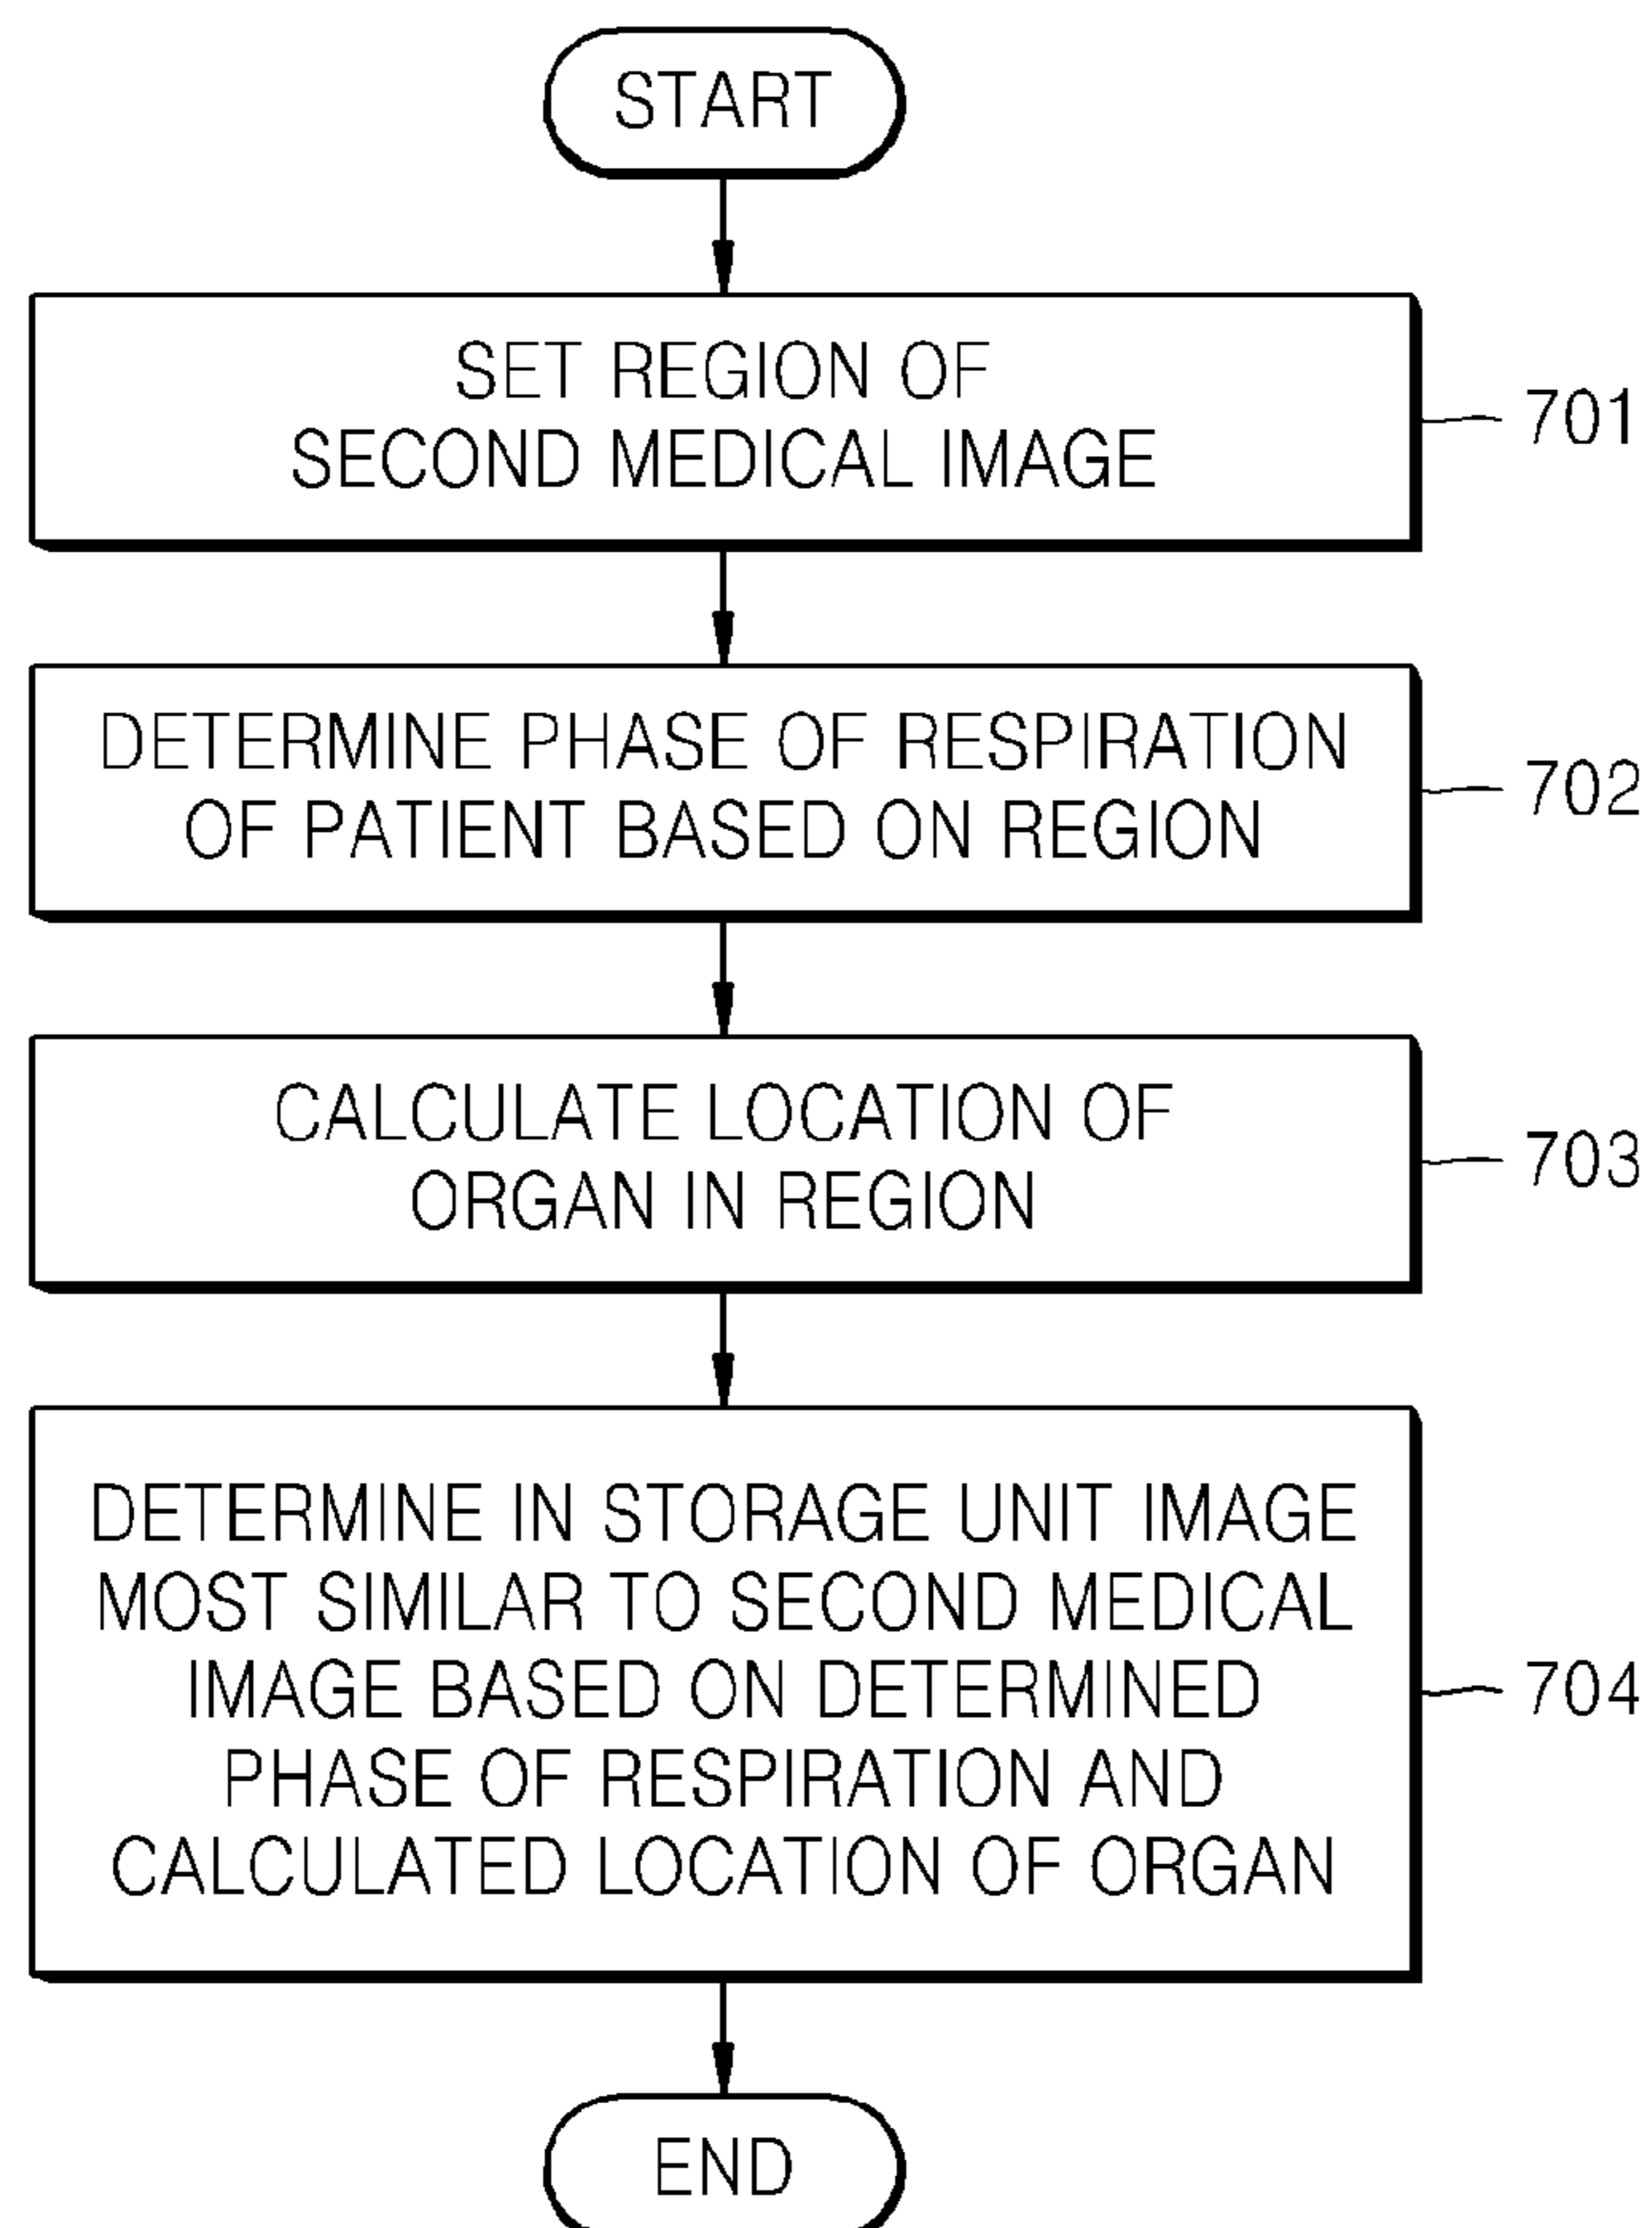 START
SET REGION OF
SECOND MEDICAL IMAGE
701
DETERMINE PHASE OF RESPIRATION
OF PATIENT BASED ON REGION
702
CALCULATE LOCATION OF
ORGAN IN REGION
703
DETERMINE IN STORAGE UNIT IMAGE
MOST SIMILAR TO SECOND MEDICAL
IMAGE BASED ON DETERMINED
PHASE OF RESPIRATION AND
CALCULATED LOCATION OF ORGAN
704
END